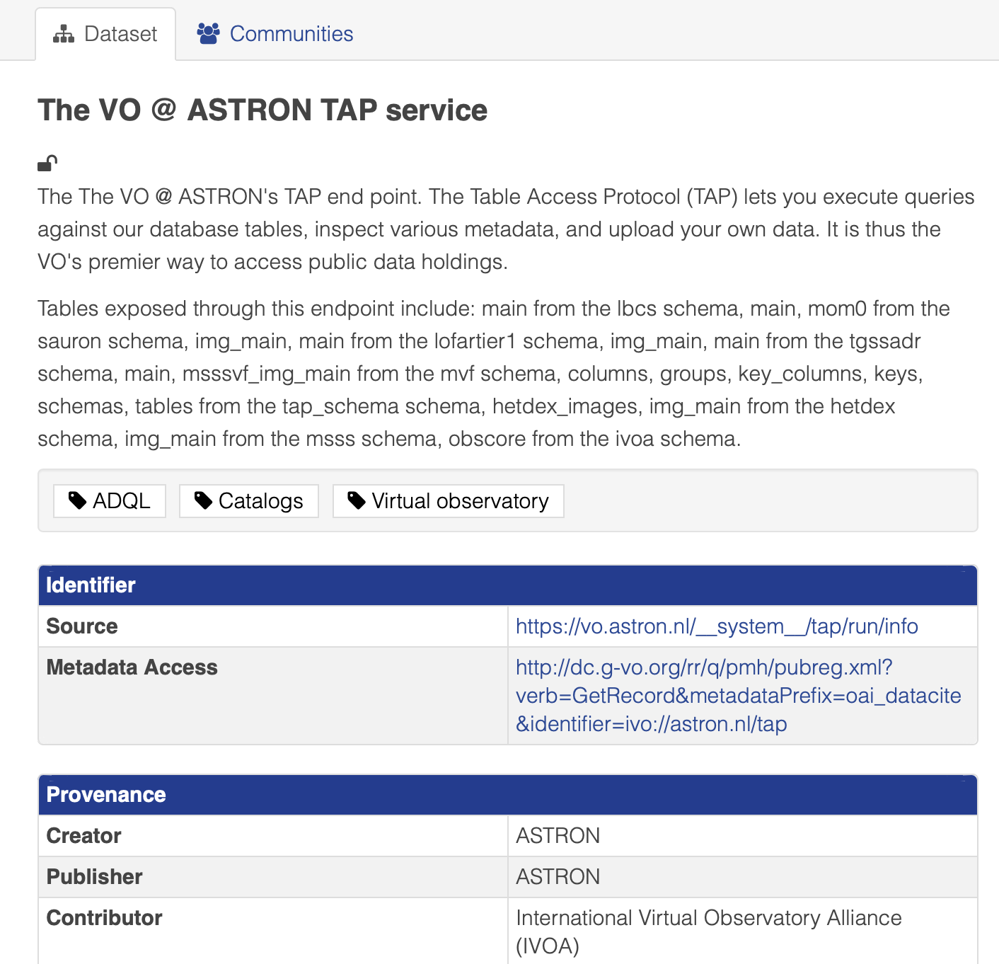 Dataset
Communities
The VO @ ASTRON TAP service
The The VO @ ASTRON's TAP end point. The Table Access Protocol (TAP) lets you execute queries
against our database tables, inspect various metadata, and upload your own data. It is thus the
VO's premier way to access public data holdings.
Tables exposed through this endpoint include: main from the lbcs schema, main, mom0 from the
sauron schema, img_main, main from the lofartier1 schema, img_main, main from the tgssadr
schema, main, msssvf_img_main from the mvf schema, columns, groups, key_columns, keys,
schemas, tables from the tap_schema schema, hetdex_images, img_main from the hetdex
schema, img_main from the msss schema, obscore from the ivoa schema.
ADQL
Catalogs
Virtual observatory
Identifier
Source
https://vo.astron.nl/__system__/tap/run/info
Metadata Access
http://dc.g-vo.org/rr/q/pmh/pubreg.xml?
verb=GetRecord&metadataPrefix=oai_datacite
&identifier=ivo://astron.nl/tap
Provenance
Creator
ASTRON
Publisher
ASTRON
Contributor
International Virtual Observatory Alliance
(IVOA)